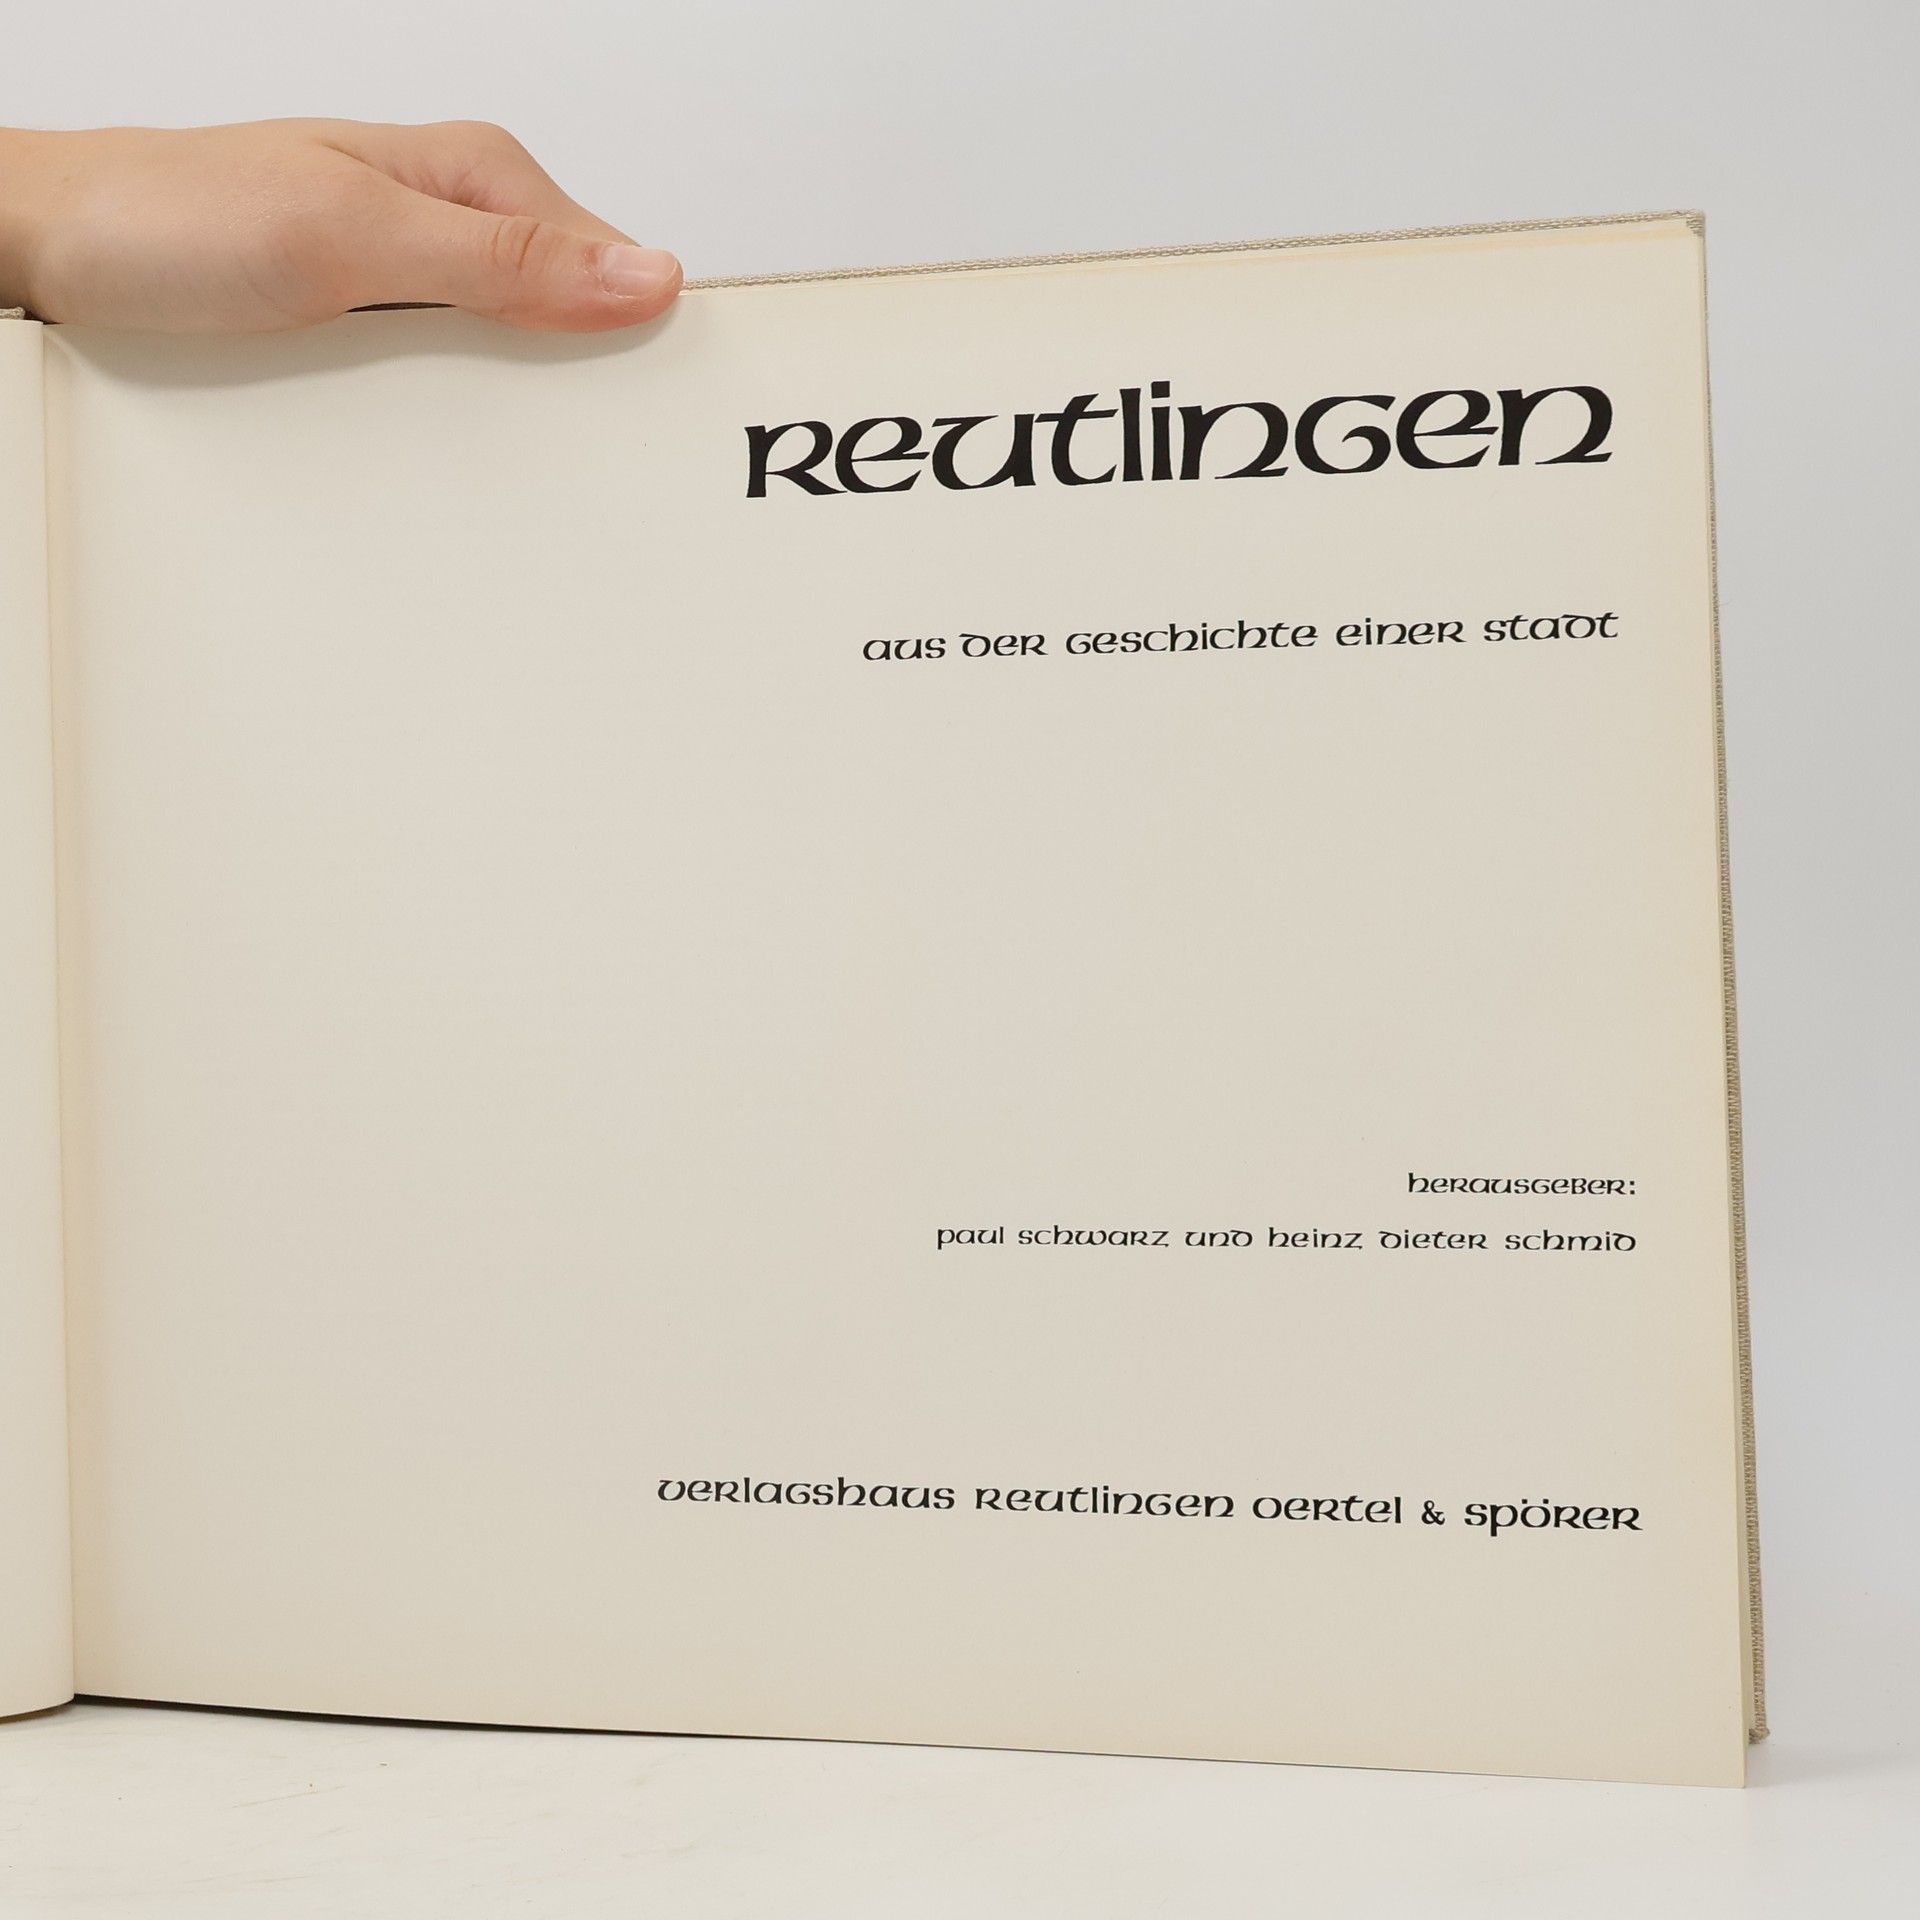 Reutlingen
aus der Geschichte einer Stadt
Herausgeber:
Paul Schwarz und Heinz Dieter Schmid
Verlagshaus Reutlingen Oertel & Spörer